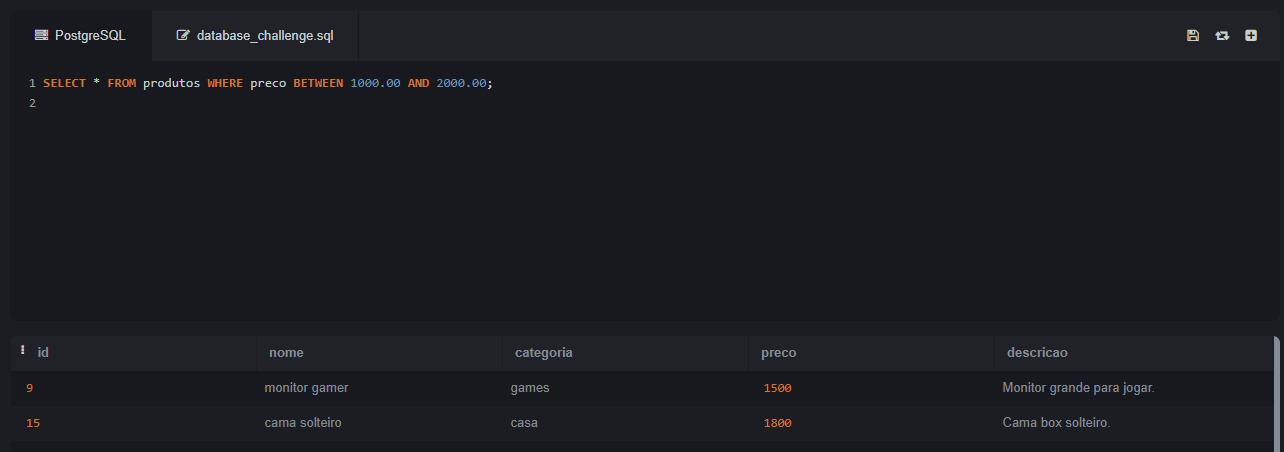 PostgreSQL database_challenge.sql
1 SELECT * FROM produtos WHERE preco BETWEEN 1000.00 AND 2000.00;
2
id nome categoria preco descricao
9 monitor gamer games 1500 Monitor grande para jogar.
15 cama solteiro casa 1800 Cama box solteiro.